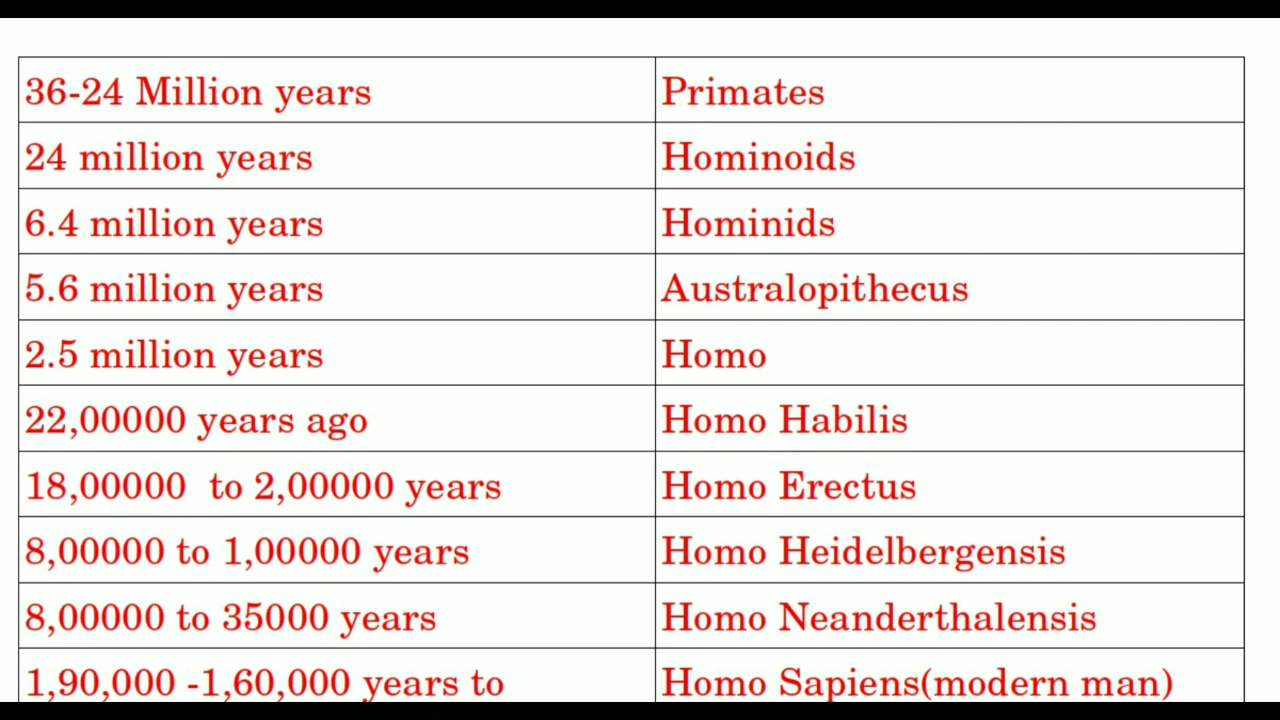 36-24 Million years Primates
24 million years Hominoids
6.4 million years Hominids
5.6 million years Australopithecus
2.5 million years Homo
22,00000 years ago Homo Habilis
18,00000  to 2,00000 years Homo Erectus
8,00000 to 1,00000 years Homo Heidelbergensis
8,00000 to 35000 years Homo Neanderthalensis
1,90,000 -1,60,000 years to Homo Sapiens(modern man)